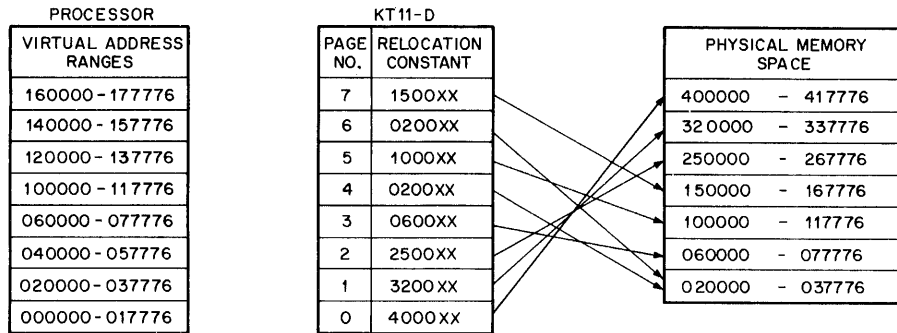 PROCESSOR
VIRTUAL ADDRESS
RANGES
160000-177776
140000-157776
120000-137776
100000-117776
060000-077776
040000-057776
020000-037776
000000-017776
KT11-D
PAGE NO. RELOCATION CONSTANT
7 1500XX
6 0200XX
5 1000XX
4 0200XX
3 0600XX
2 2500XX
1 3200XX
0 4000XX
PHYSICAL MEMORY
SPACE
400000 - 417776
320000 - 337776
250000 - 267776
150000 - 167776
100000 - 117776
060000 - 077776
020000 - 037776